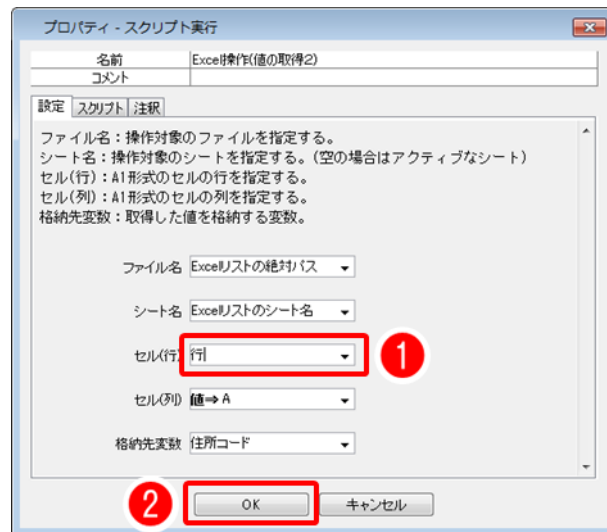 プロパティ - スクリプト実行
名前 Excel操作(値の取得2)
コメント
設定 スクリプト 注釈
ファイル名：操作対象のファイルを指定する。
シート名：操作対象のシートを指定する。(空の場合はアクティブなシート)
セル(行)：A1形式のセルの行を指定する。
セル(列)：A1形式のセルの列を指定する。
格納先変数：取得した値を格納する変数。
ファイル名 Excelリストの絶対パス
シート名 Excelリストのシート名
セル(行) 行 1
セル(列) 値⇒A
格納先変数 住所コード
2 OK キャンセル